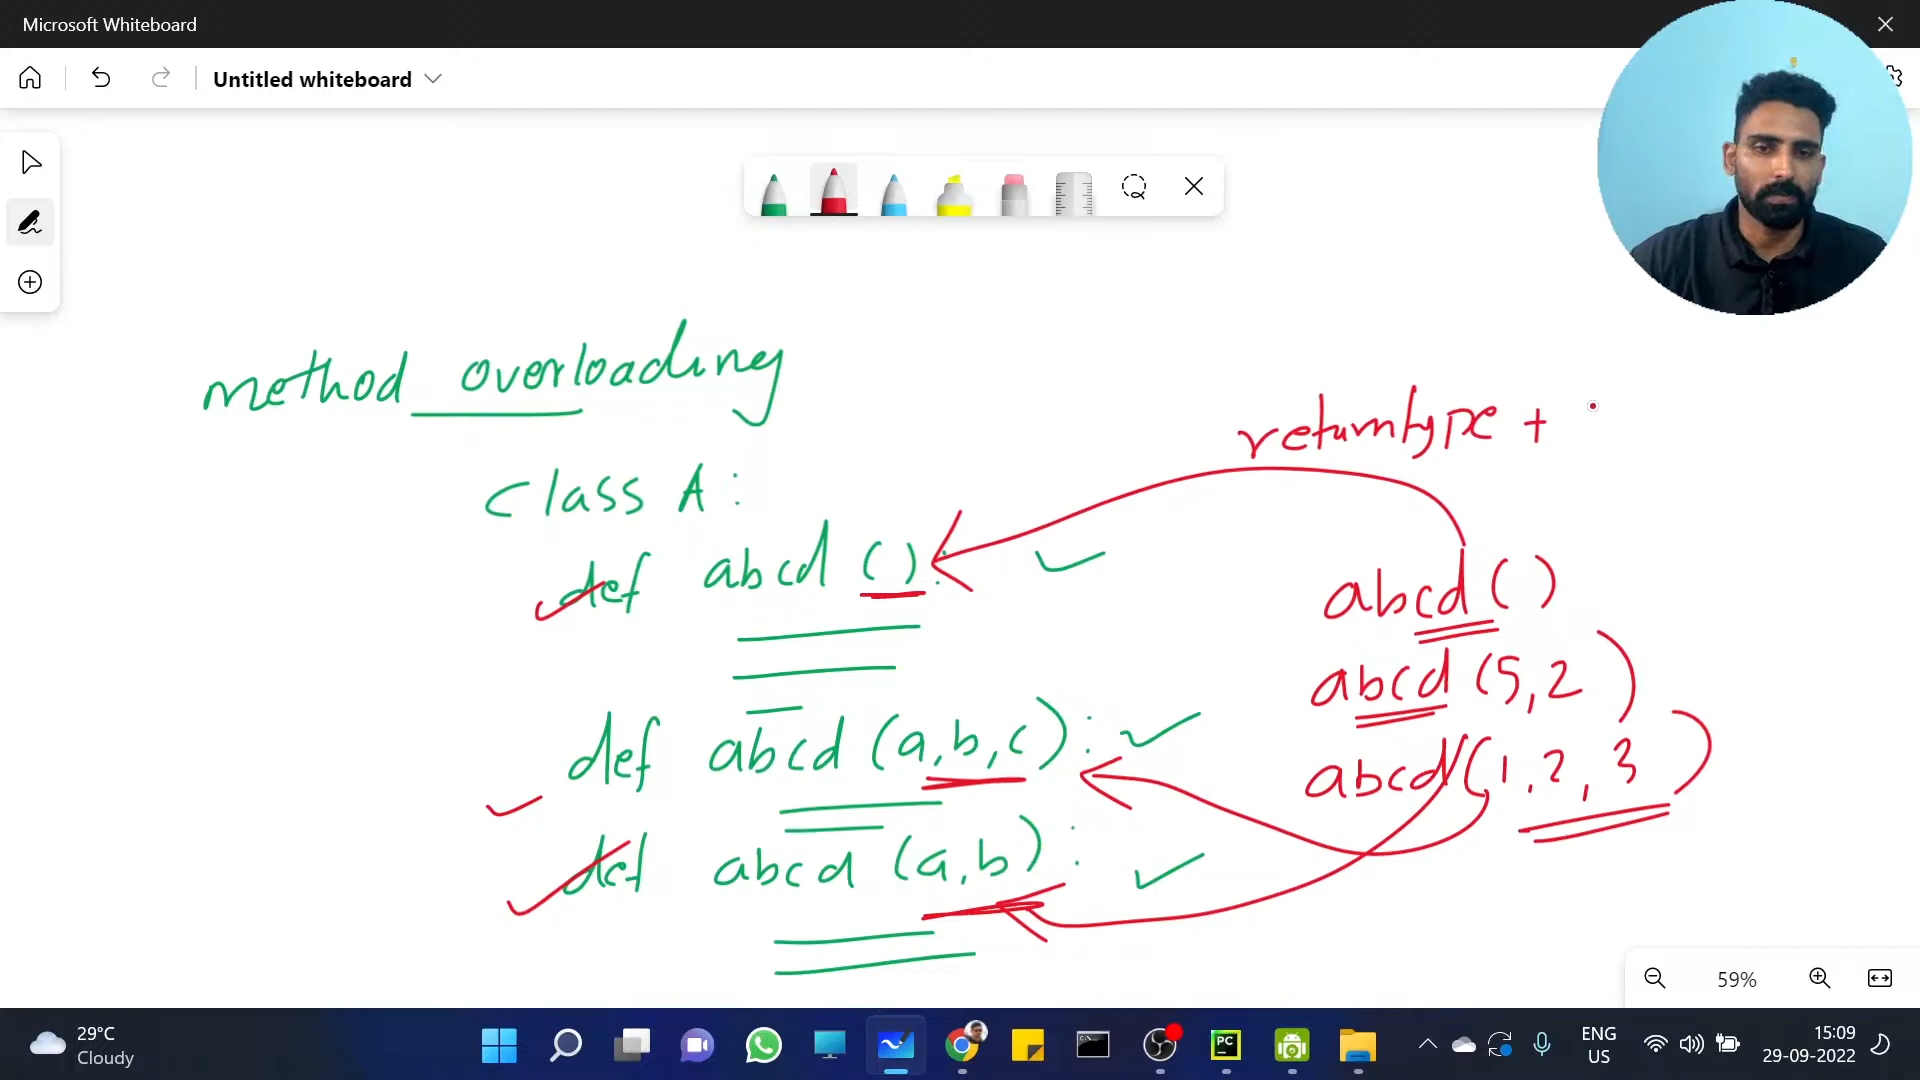 Microsoft Whiteboard
Untitled whiteboard
method overloading
returntype +
class A:
def abcd ():
abcd ()
abcd (5,2)
def abcd (a,b,c):
abcd (1,2,3)
def abcd (a,b):
59%
29°C
Cloudy
PC
ENG
US
15:09
29-09-2022